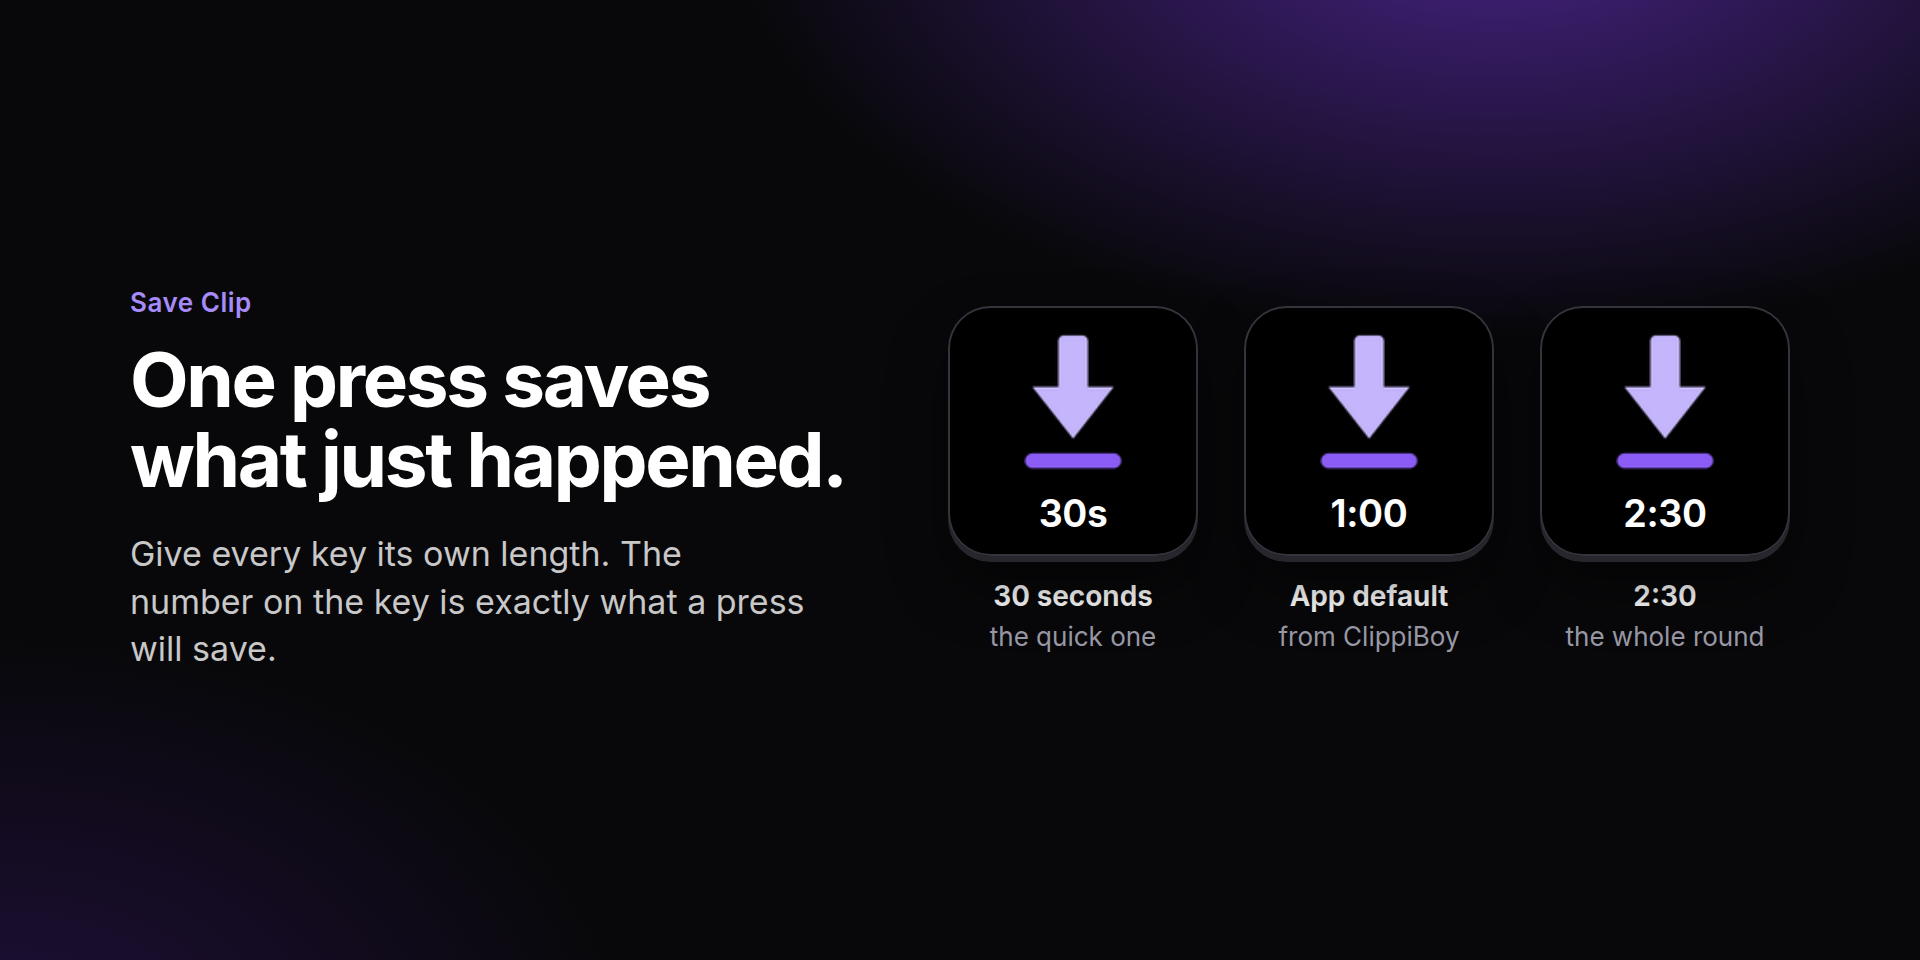 Save Clip
One press saves
what just happened.
Give every key its own length. The
number on the key is exactly what a press
will save.
30s
30 seconds
the quick one
1:00
App default
from ClippiBoy
2:30
2:30
the whole round